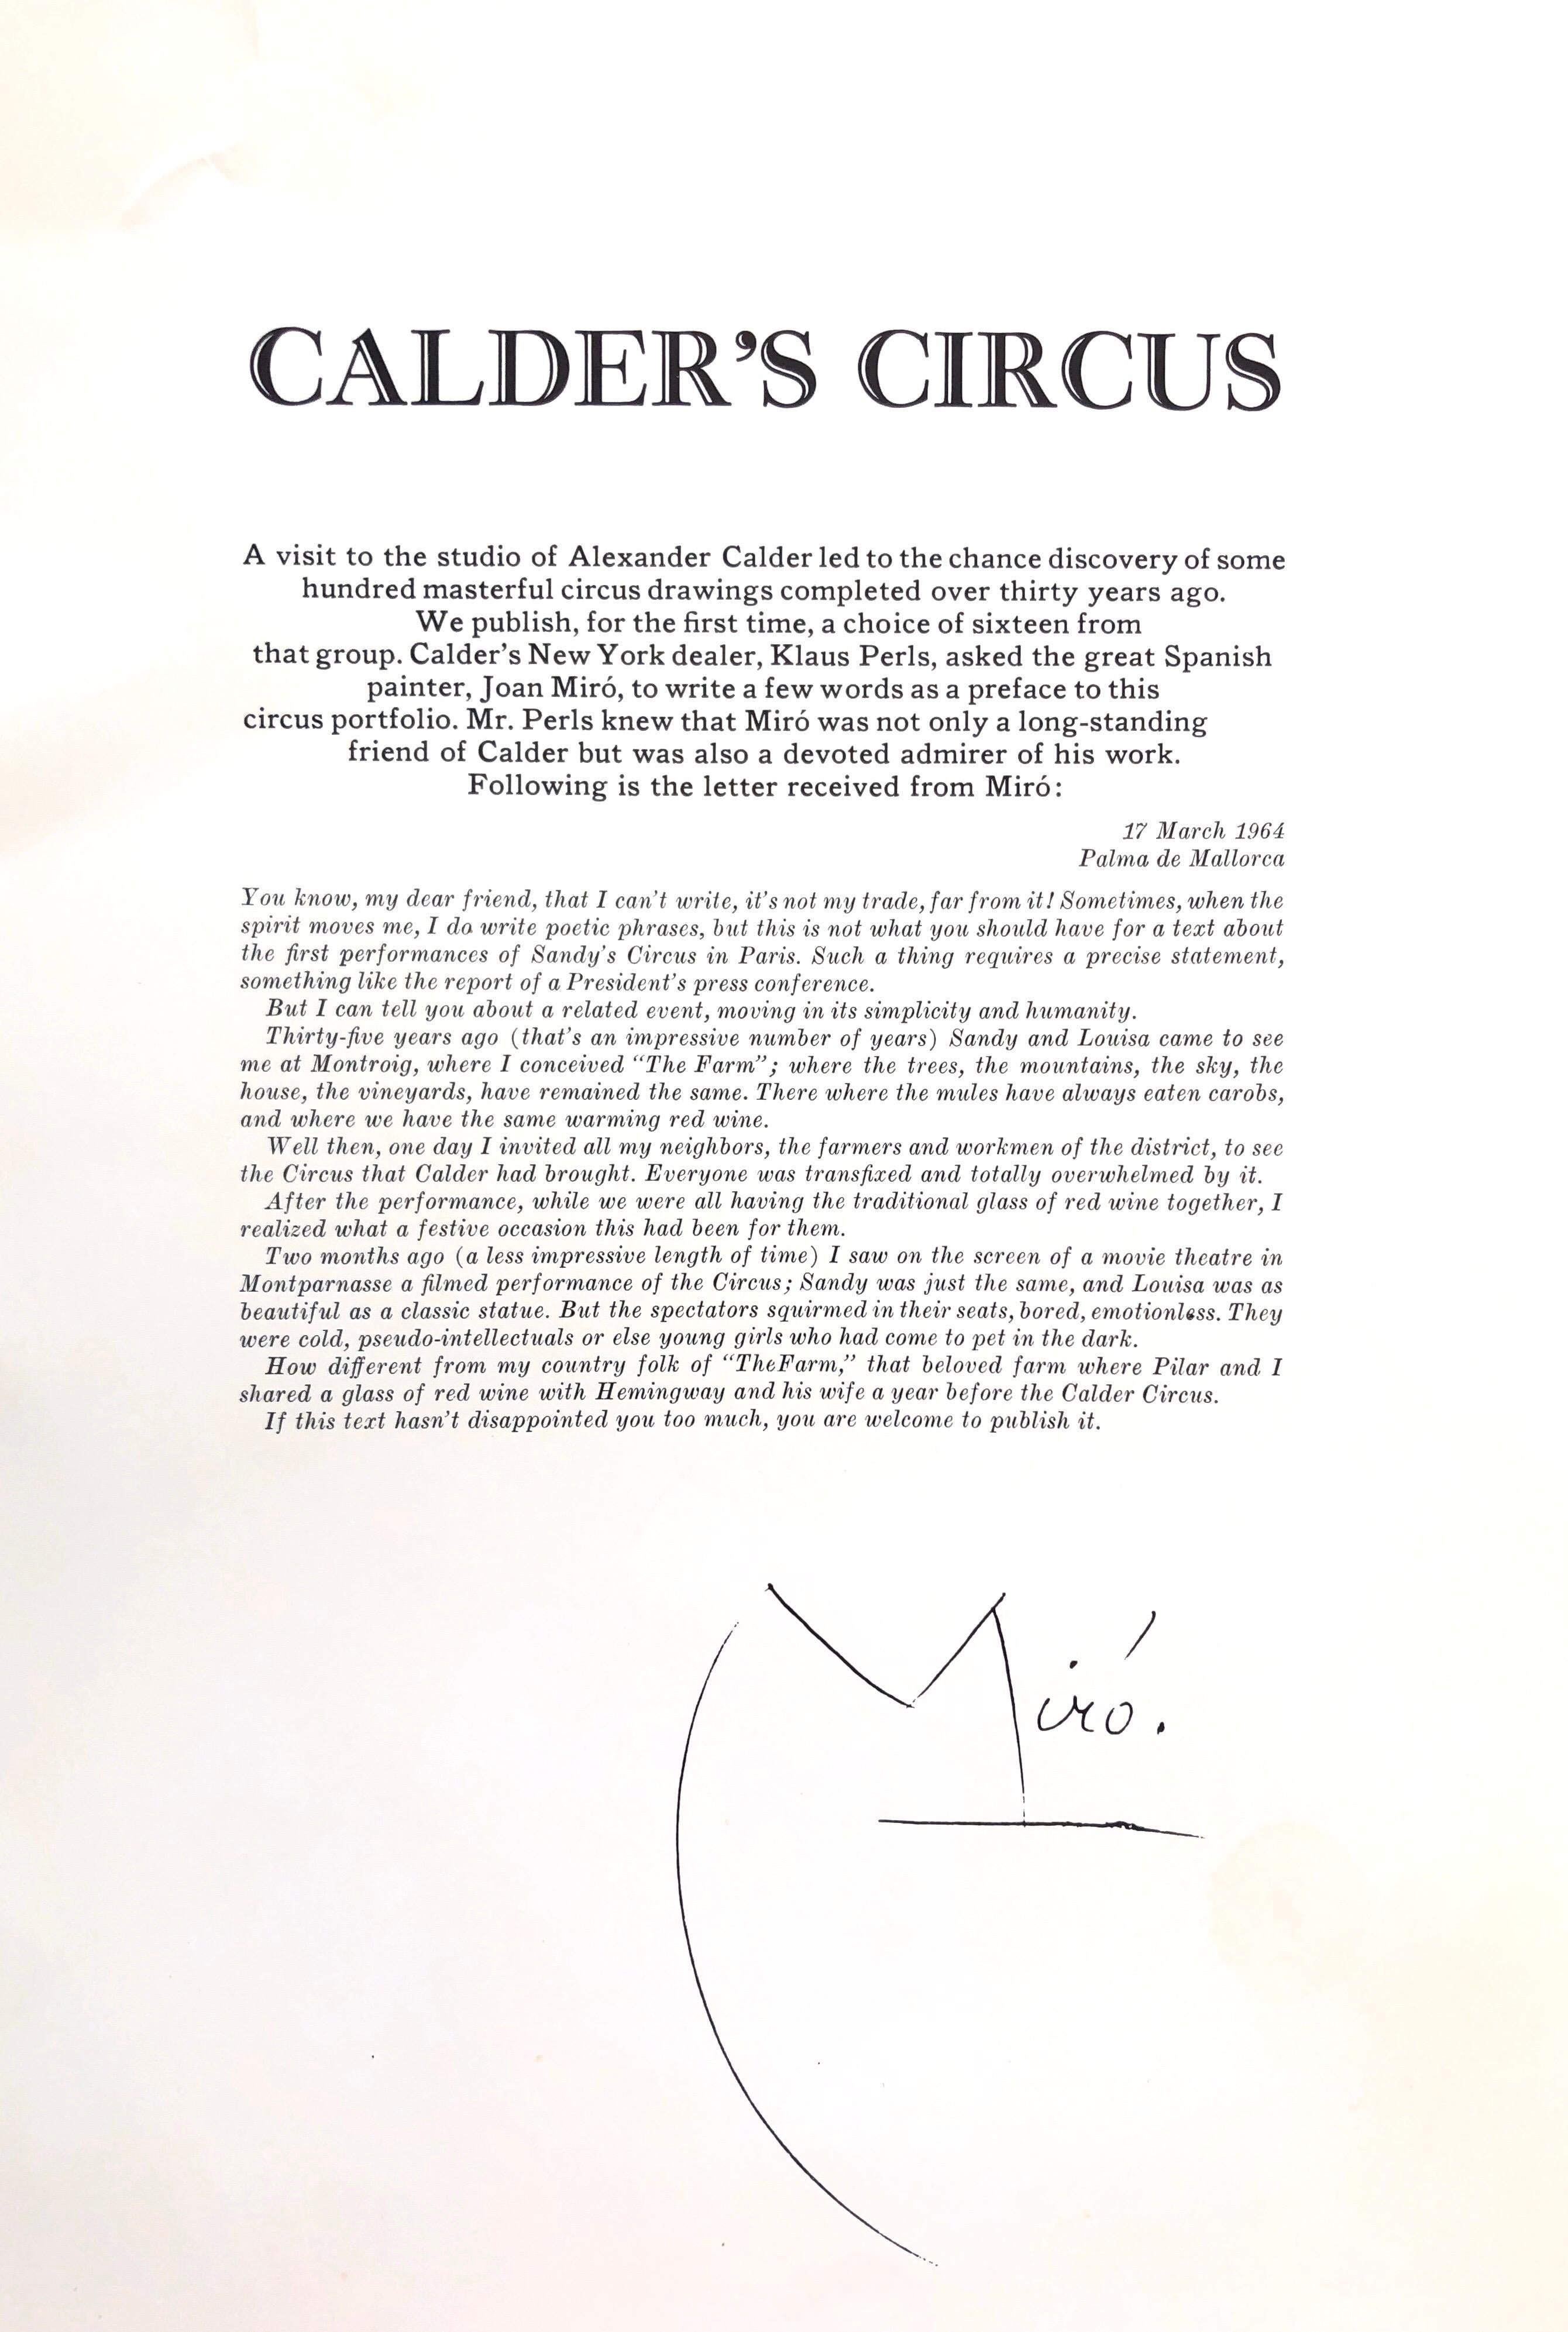 CALDER’S CIRCUS
A visit to the studio of Alexander Calder led to the chance discovery of some
hundred masterful circus drawings completed over thirty years ago.
We publish, for the first time, a choice of sixteen from
that group. Calder’s New York dealer, Klaus Perls, asked the great Spanish
painter, Joan Miró, to write a few words as a preface to this
circus portfolio. Mr. Perls knew that Miró was not only a long-standing
friend of Calder but was also a devoted admirer of his work.
Following is the letter received from Miró:
17 March 1964
Palma de Mallorca
You know, my dear friend, that I can’t write, it’s not my trade, far from it! Sometimes, when the
spirit moves me, I do write poetic phrases, but this is not what you should have for a text about
the first performances of Sandy’s Circus in Paris. Such a thing requires a precise statement,
something like the report of a President’s press conference.
But I can tell you about a related event, moving in its simplicity and humanity.
Thirty-five years ago (that’s an impressive number of years) Sandy and Louisa came to see
me at Montroig, where I conceived “The Farm”; where the trees, the mountains, the sky, the
house, the vineyards, have remained the same. There where the mules have always eaten carobs,
and where we have the same warming red wine.
Well then, one day I invited all my neighbors, the farmers and workmen of the district, to see
the Circus that Calder had brought. Everyone was transfixed and totally overwhelmed by it.
After the performance, while we were all having the traditional glass of red wine together, I
realized what a festive occasion this had been for them.
Two months ago (a less impressive length of time) I saw on the screen of a movie theatre in
Montparnasse a filmed performance of the Circus; Sandy was just the same, and Louisa was as
beautiful as a classic statue. But the spectators squirmed in their seats, bored, emotionless. They
were cold, pseudo-intellectuals or else young girls who had come to pet in the dark.
How different from my country folk of “The Farm,” that beloved farm where Pilar and I
shared a glass of red wine with Hemingway and his wife a year before the Calder Circus.
If this text hasn’t disappointed you too much, you are welcome to publish it.
Miró.